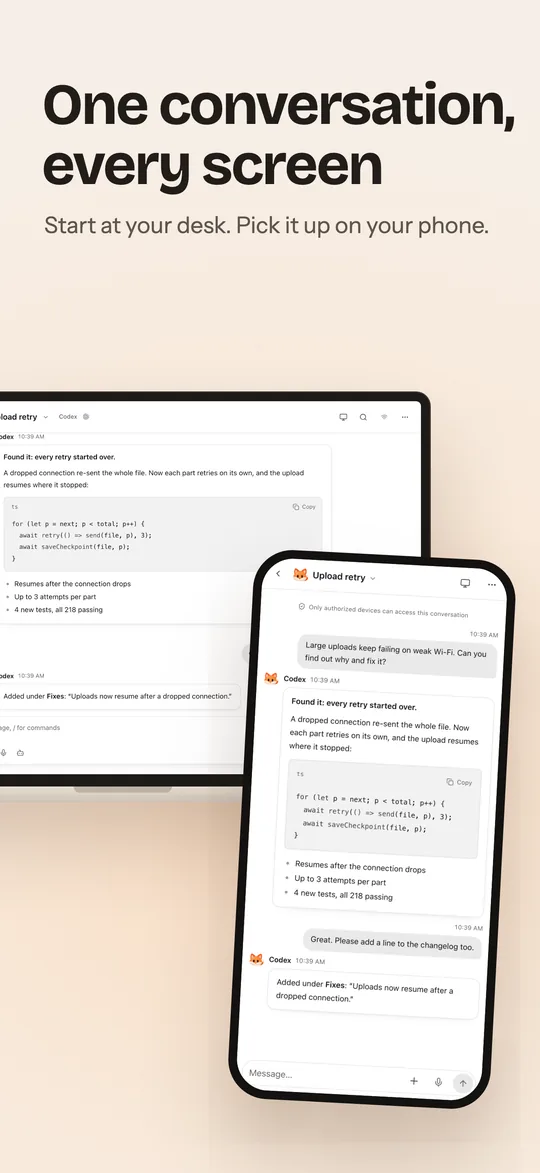 One conversation,
every screen
Start at your desk. Pick it up on your phone.
load retry
Codex
odex 10:39 AM
Found it: every retry started over.
A dropped connection re-sent the whole file. Now each part retries on its own, and the upload
resumes where it stopped:
ts
Copy
for (let p = next; p < total; p++) {
await retry(() => send(file, p), 3);
await saveCheckpoint(file, p);
}
Resumes after the connection drops
Up to 3 attempts per part
4 new tests, all 218 passing
odex 10:39 AM
Added under Fixes: “Uploads now resume after a dropped connection.”
age, / for commands
Upload retry
Only authorized devices can access this conversation
10:39 AM
Large uploads keep failing on weak Wi-Fi. Can you
find out why and fix it?
Codex 10:39 AM
Found it: every retry started over.
A dropped connection re-sent the whole file. Now
each part retries on its own, and the upload resumes
where it stopped:
ts
Copy
for (let p = next; p < total; p++) {
await retry(() => send(file, p), 3);
await saveCheckpoint(file, p);
}
Resumes after the connection drops
Up to 3 attempts per part
4 new tests, all 218 passing
10:39 AM
Great. Please add a line to the changelog too.
Codex 10:39 AM
Added under Fixes: “Uploads now resume after a
dropped connection.”
Message...